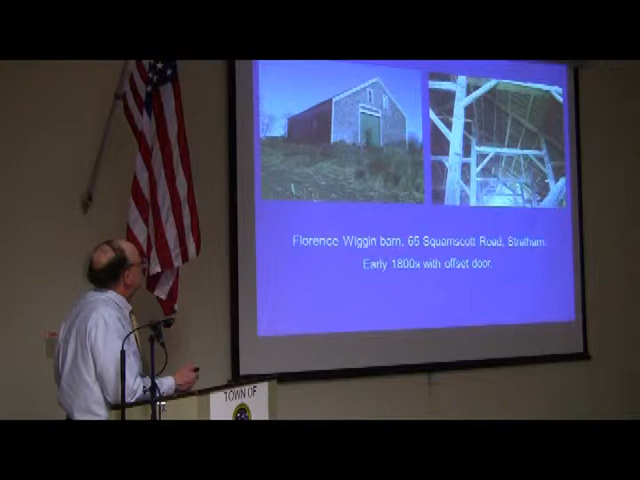 Florence Wiggin barn, 65 Squamscott Road, Stratham.
Early 1800s with offset door.
TOWN OF